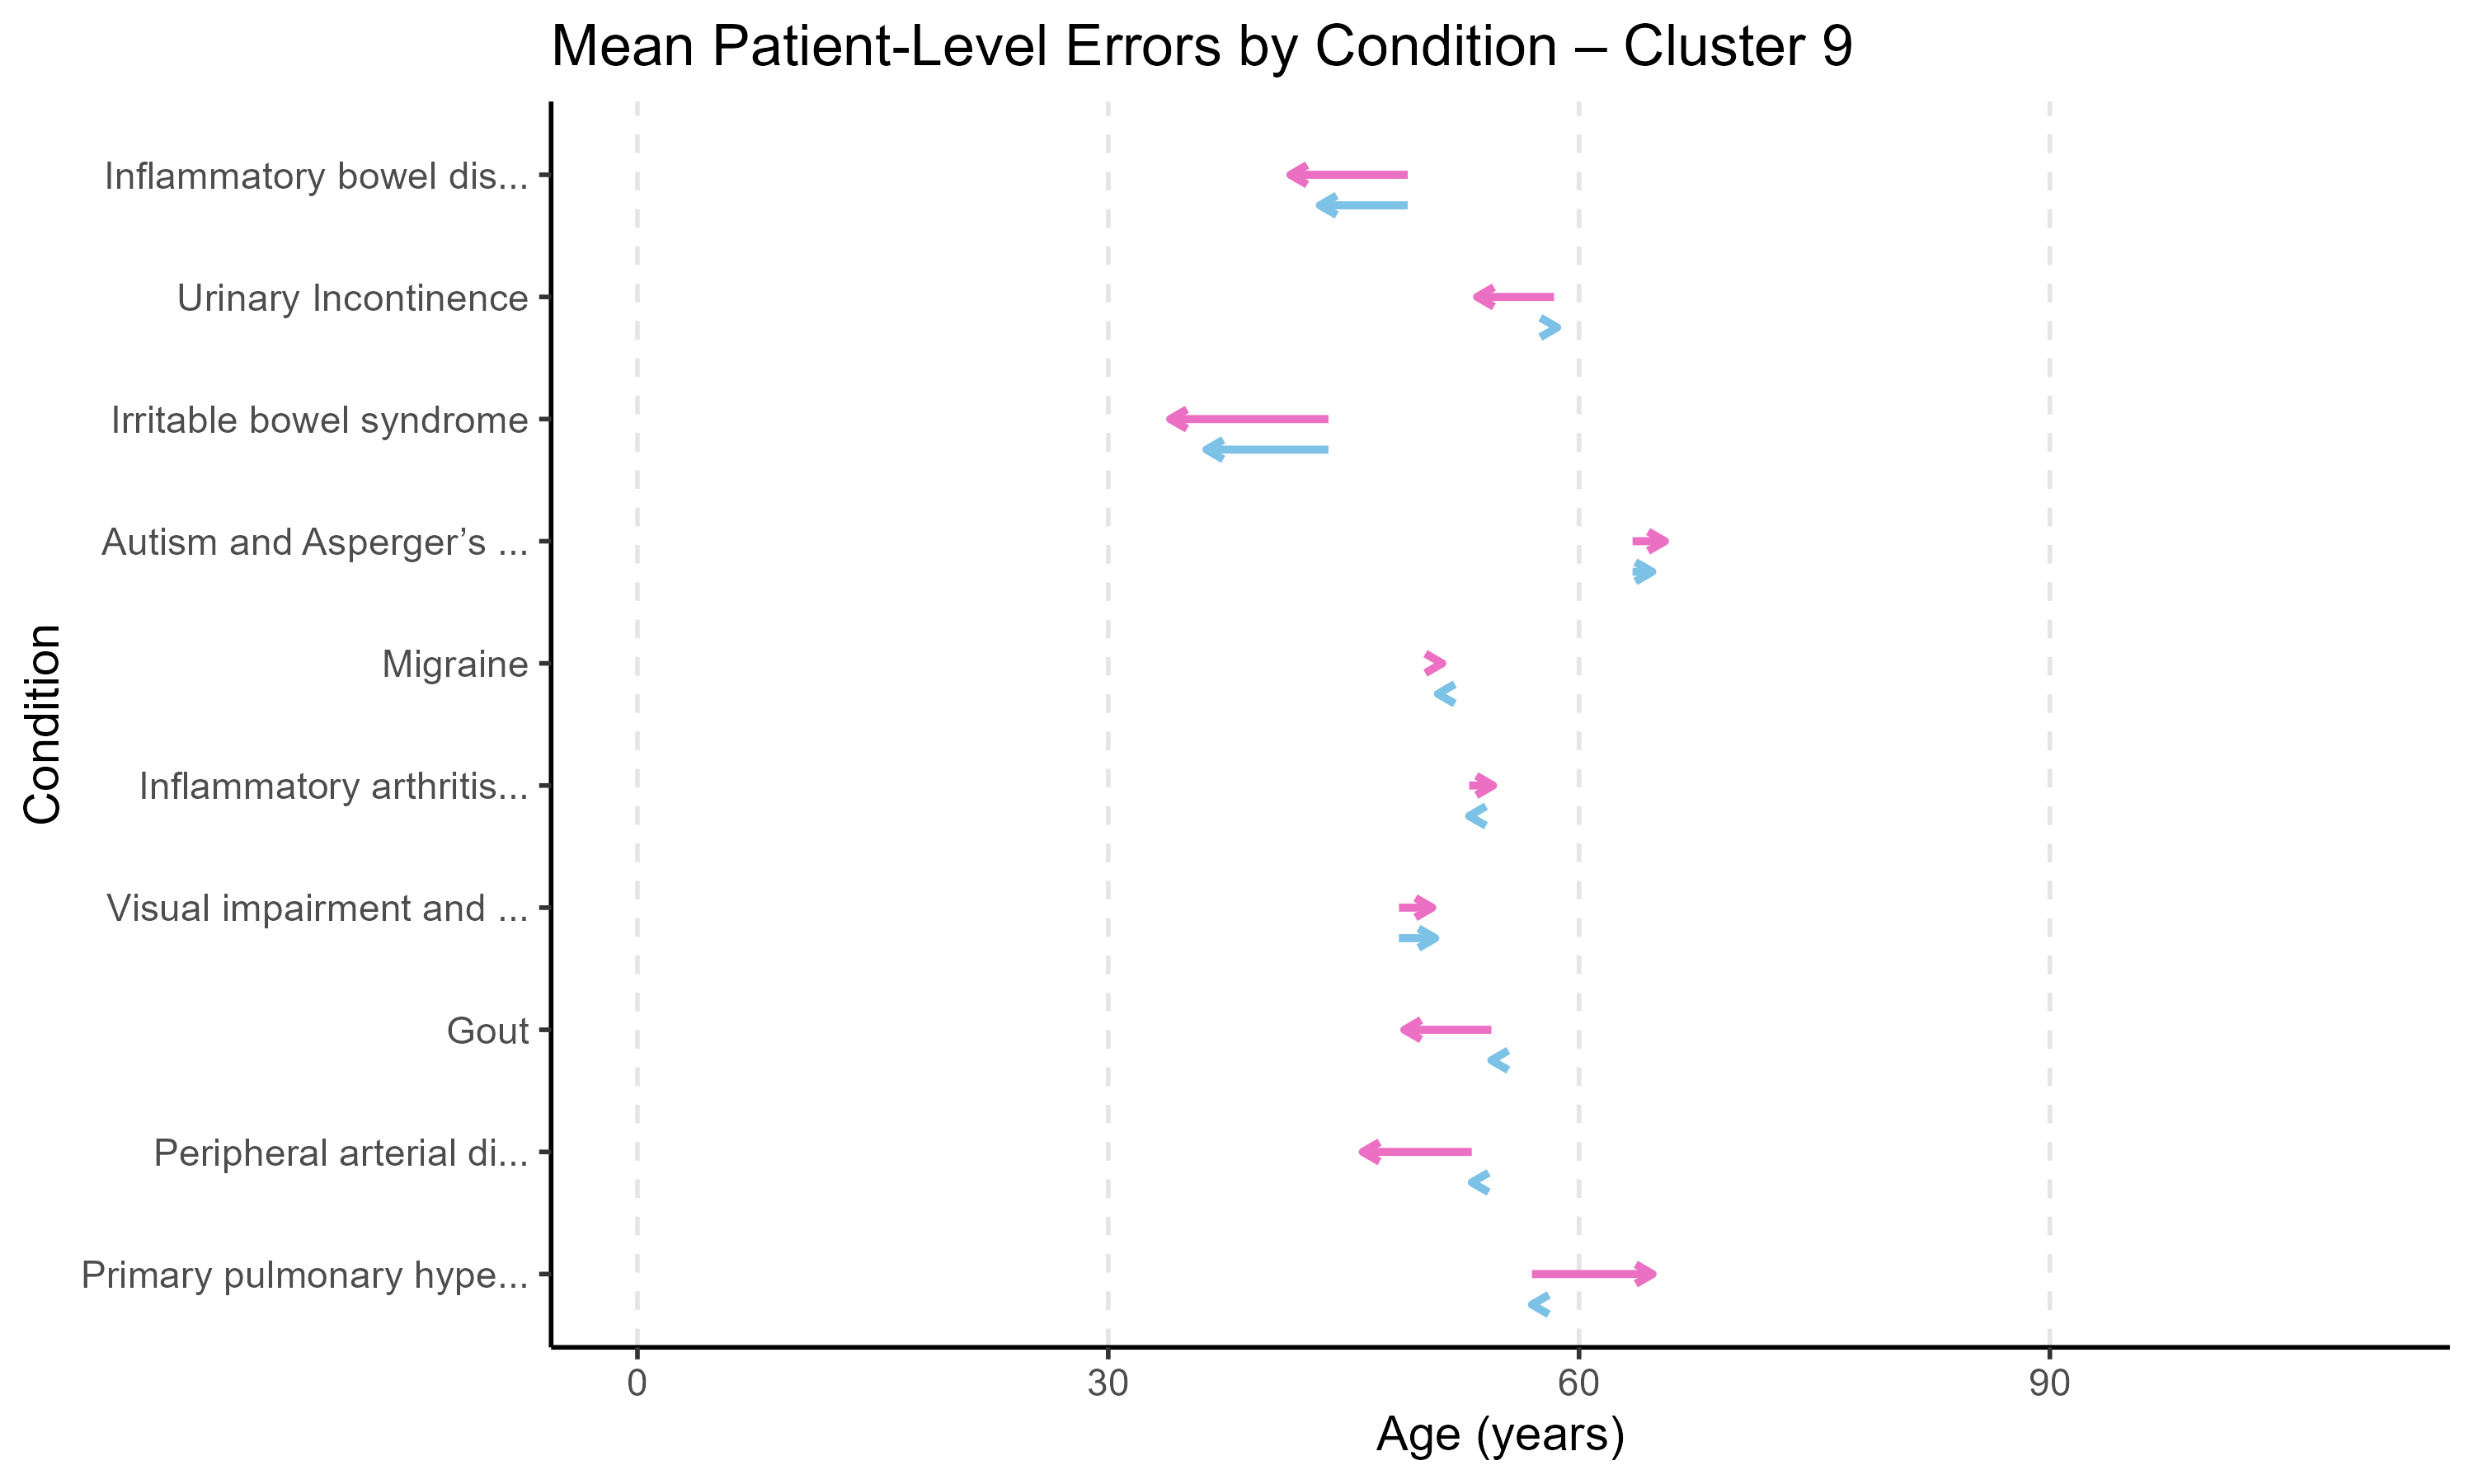 Mean Patient-Level Errors by Condition – Cluster 9
Inflammatory bowel dis...
Urinary Incontinence
Irritable bowel syndrome
Autism and Asperger’s ...
Migraine
Inflammatory arthritis...
Visual impairment and ...
Gout
Peripheral arterial di...
Primary pulmonary hype...
Condition
0 30 60 90
Age (years)